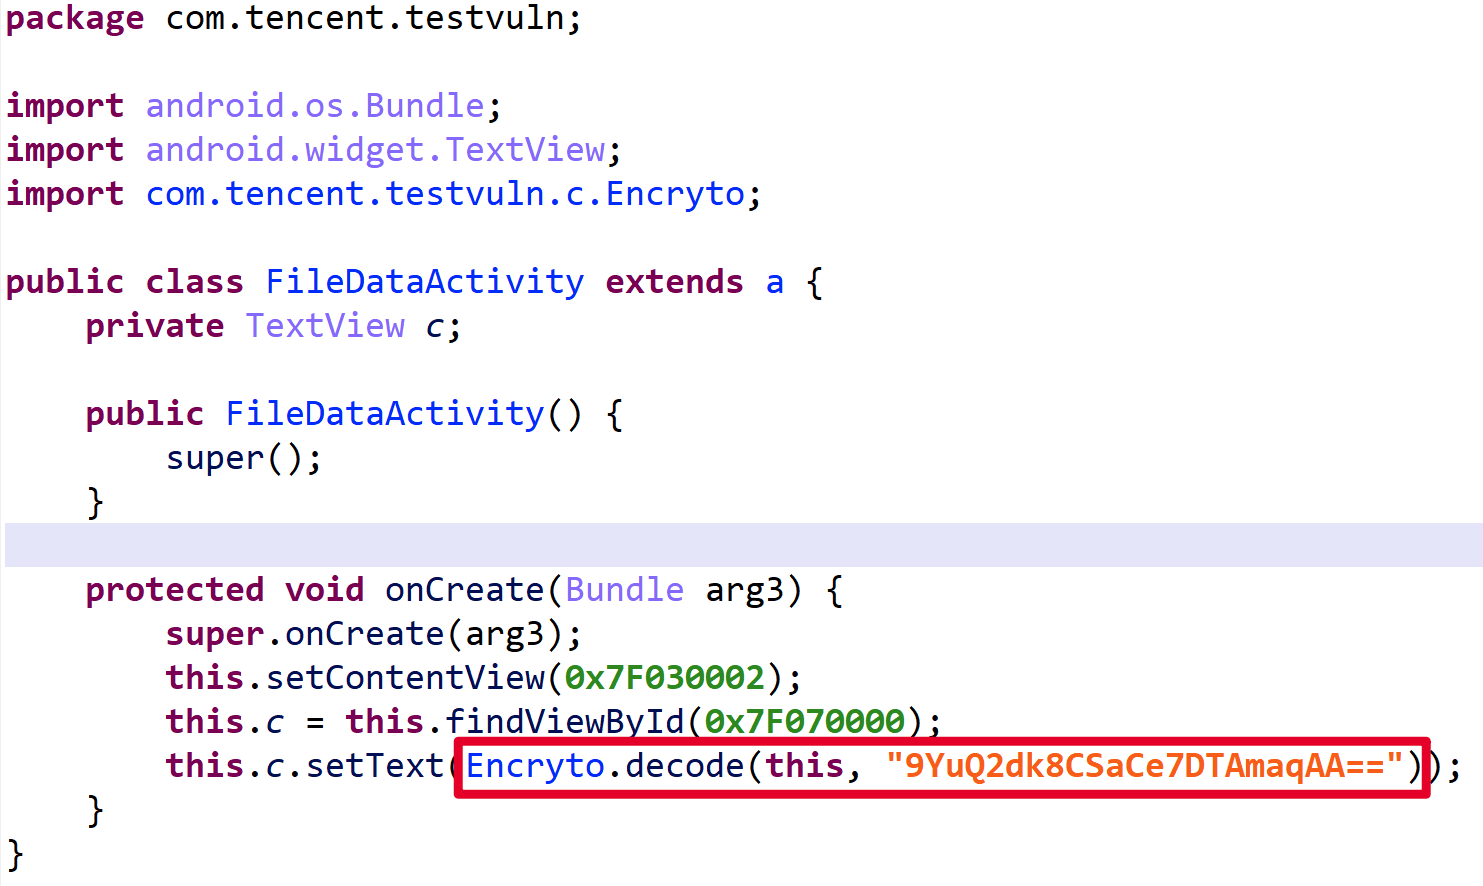 package com.tencent.testvuln;
import android.os.Bundle;
import android.widget.TextView;
import com.tencent.testvuln.c.Encryto;
public class FileDataActivity extends a {
    private TextView c;
    public FileDataActivity() {
        super();
    }
    protected void onCreate(Bundle arg3) {
        super.onCreate(arg3);
        this.setContentView(0x7F030002);
        this.c = this.findViewById(0x7F070000);
        this.c.setText(Encryto.decode(this, "9YuQ2dk8CSaCe7DTAmaqAA=="));
    }
}